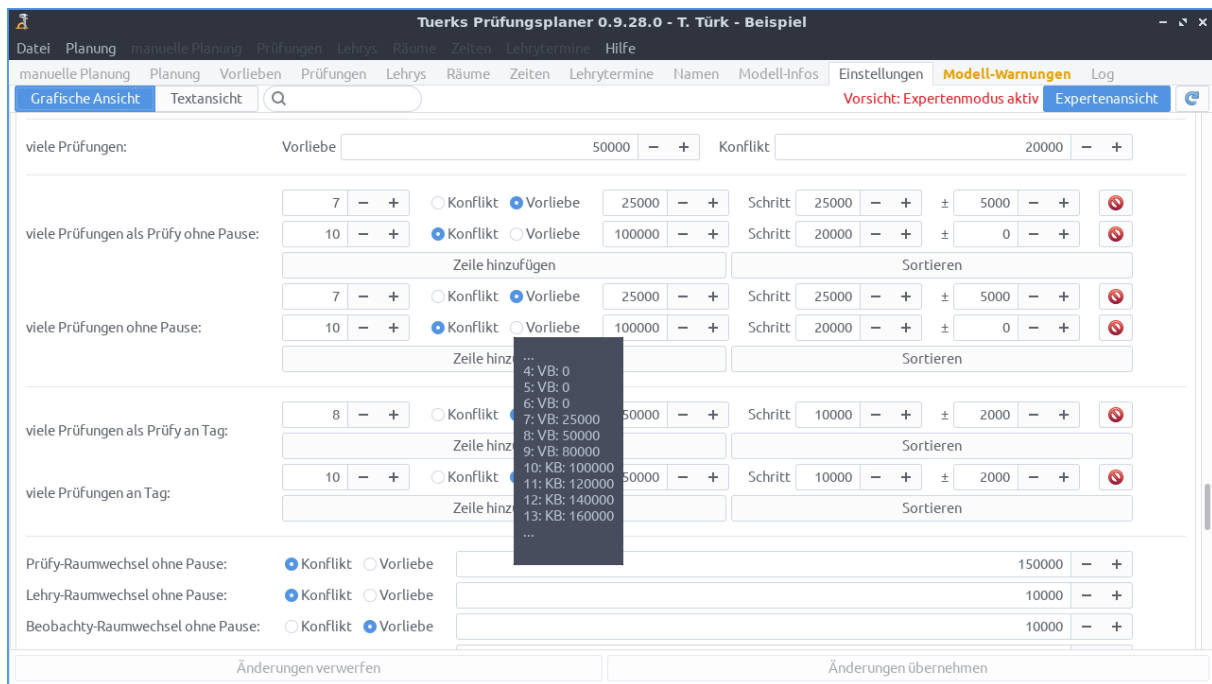 Tuerks Prüfungsplaner 0.9.28.0 - T. Türk - Beispiel
Datei Planung manuelle Planung Prüfungen Lehrys Räume Zeiten Lehrytermine Hilfe
manuelle Planung Planung Vorlieben Prüfungen Lehrys Räume Zeiten Lehrytermine Namen Modell-Infos Einstellungen Modell-Warnungen Log
Grafische Ansicht Textansicht Vorsicht: Expertenmodus aktiv Expertenansicht
viele Prüfungen: Vorliebe 50000 − + Konflikt 20000 − +
7 − + Konflikt Vorliebe 25000 − + Schritt 25000 − + ± 5000 − +
viele Prüfungen als Prüfy ohne Pause: 10 − + Konflikt Vorliebe 100000 − + Schritt 20000 − + ± 0 − +
Zeile hinzufügen Sortieren
7 − + Konflikt Vorliebe 25000 − + Schritt 25000 − + ± 5000 − +
viele Prüfungen ohne Pause: 10 − + Konflikt Vorliebe 100000 − + Schritt 20000 − + ± 0 − +
Zeile hinz Sortieren
...
4: VB: 0
5: VB: 0
6: VB: 0
7: VB: 25000
8: VB: 50000
9: VB: 80000
10: KB: 100000
11: KB: 120000
12: KB: 140000
13: KB: 160000
...
viele Prüfungen als Prüfy an Tag: 8 − + Konflikt 50000 − + Schritt 10000 − + ± 2000 − +
Zeile hinz Sortieren
viele Prüfungen an Tag: 10 − + Konflikt 50000 − + Schritt 10000 − + ± 2000 − +
Zeile hinz Sortieren
Prüfy-Raumwechsel ohne Pause: Konflikt Vorliebe 150000 − +
Lehry-Raumwechsel ohne Pause: Konflikt Vorliebe 10000 − +
Beobachty-Raumwechsel ohne Pause: Konflikt Vorliebe 10000 − +
Änderungen verwerfen Änderungen übernehmen